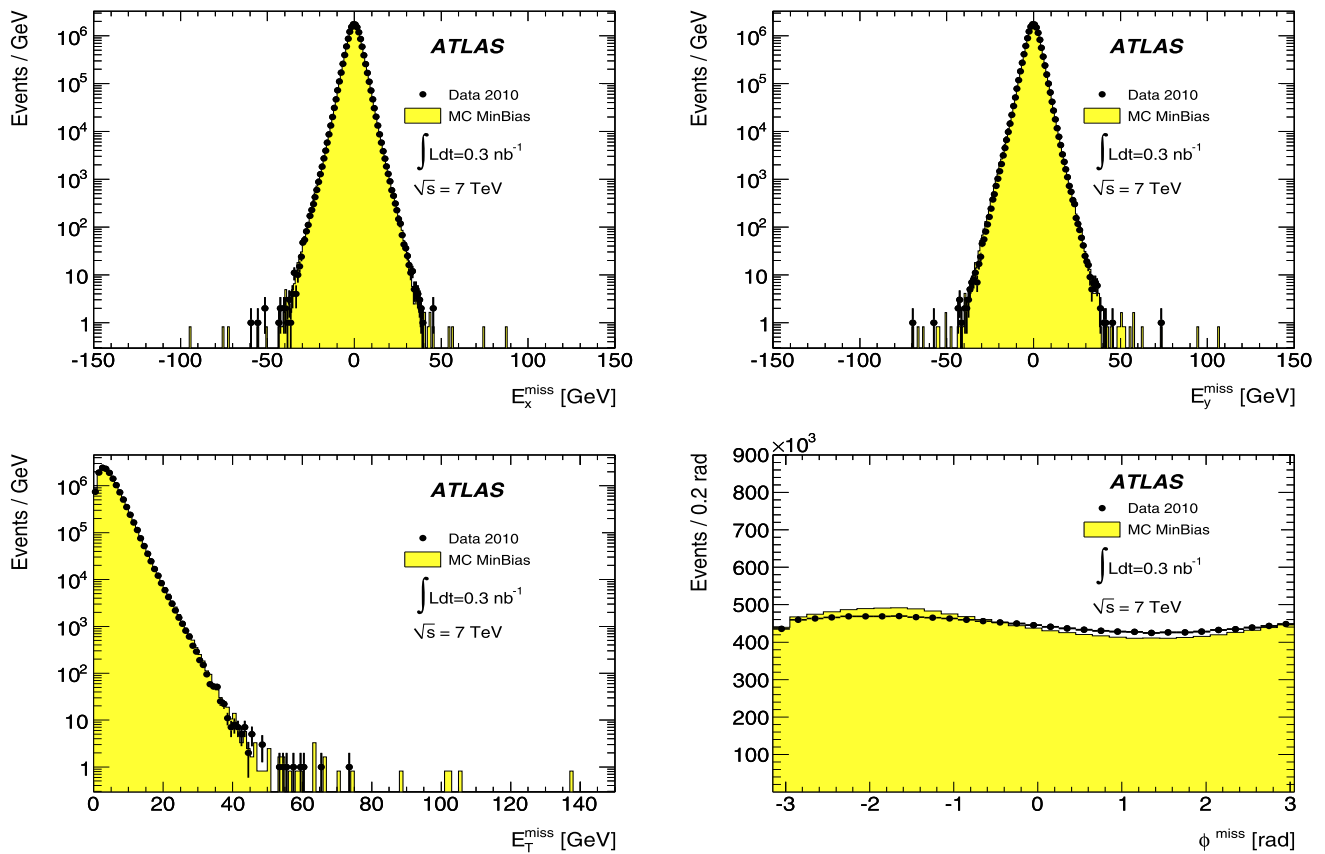 Events / GeV
10^6
10^5
10^4
10^3
10^2
10
1
ATLAS
Data 2010
MC MinBias
∫Ldt=0.3 nb^-1
√s = 7 TeV
-150 -100 -50 0 50 100 150
E_x^miss [GeV]
Events / GeV
10^6
10^5
10^4
10^3
10^2
10
1
ATLAS
Data 2010
MC MinBias
∫Ldt=0.3 nb^-1
√s = 7 TeV
-150 -100 -50 0 50 100 150
E_y^miss [GeV]
Events / GeV
10^6
10^5
10^4
10^3
10^2
10
1
ATLAS
Data 2010
MC MinBias
∫Ldt=0.3 nb^-1
√s = 7 TeV
0 20 40 60 80 100 120 140
E_T^miss [GeV]
Events / 0.2 rad
×10^3
900
800
700
600
500
400
300
200
100
ATLAS
Data 2010
MC MinBias
∫Ldt=0.3 nb^-1
√s = 7 TeV
-3 -2 -1 0 1 2 3
ϕ^miss [rad]